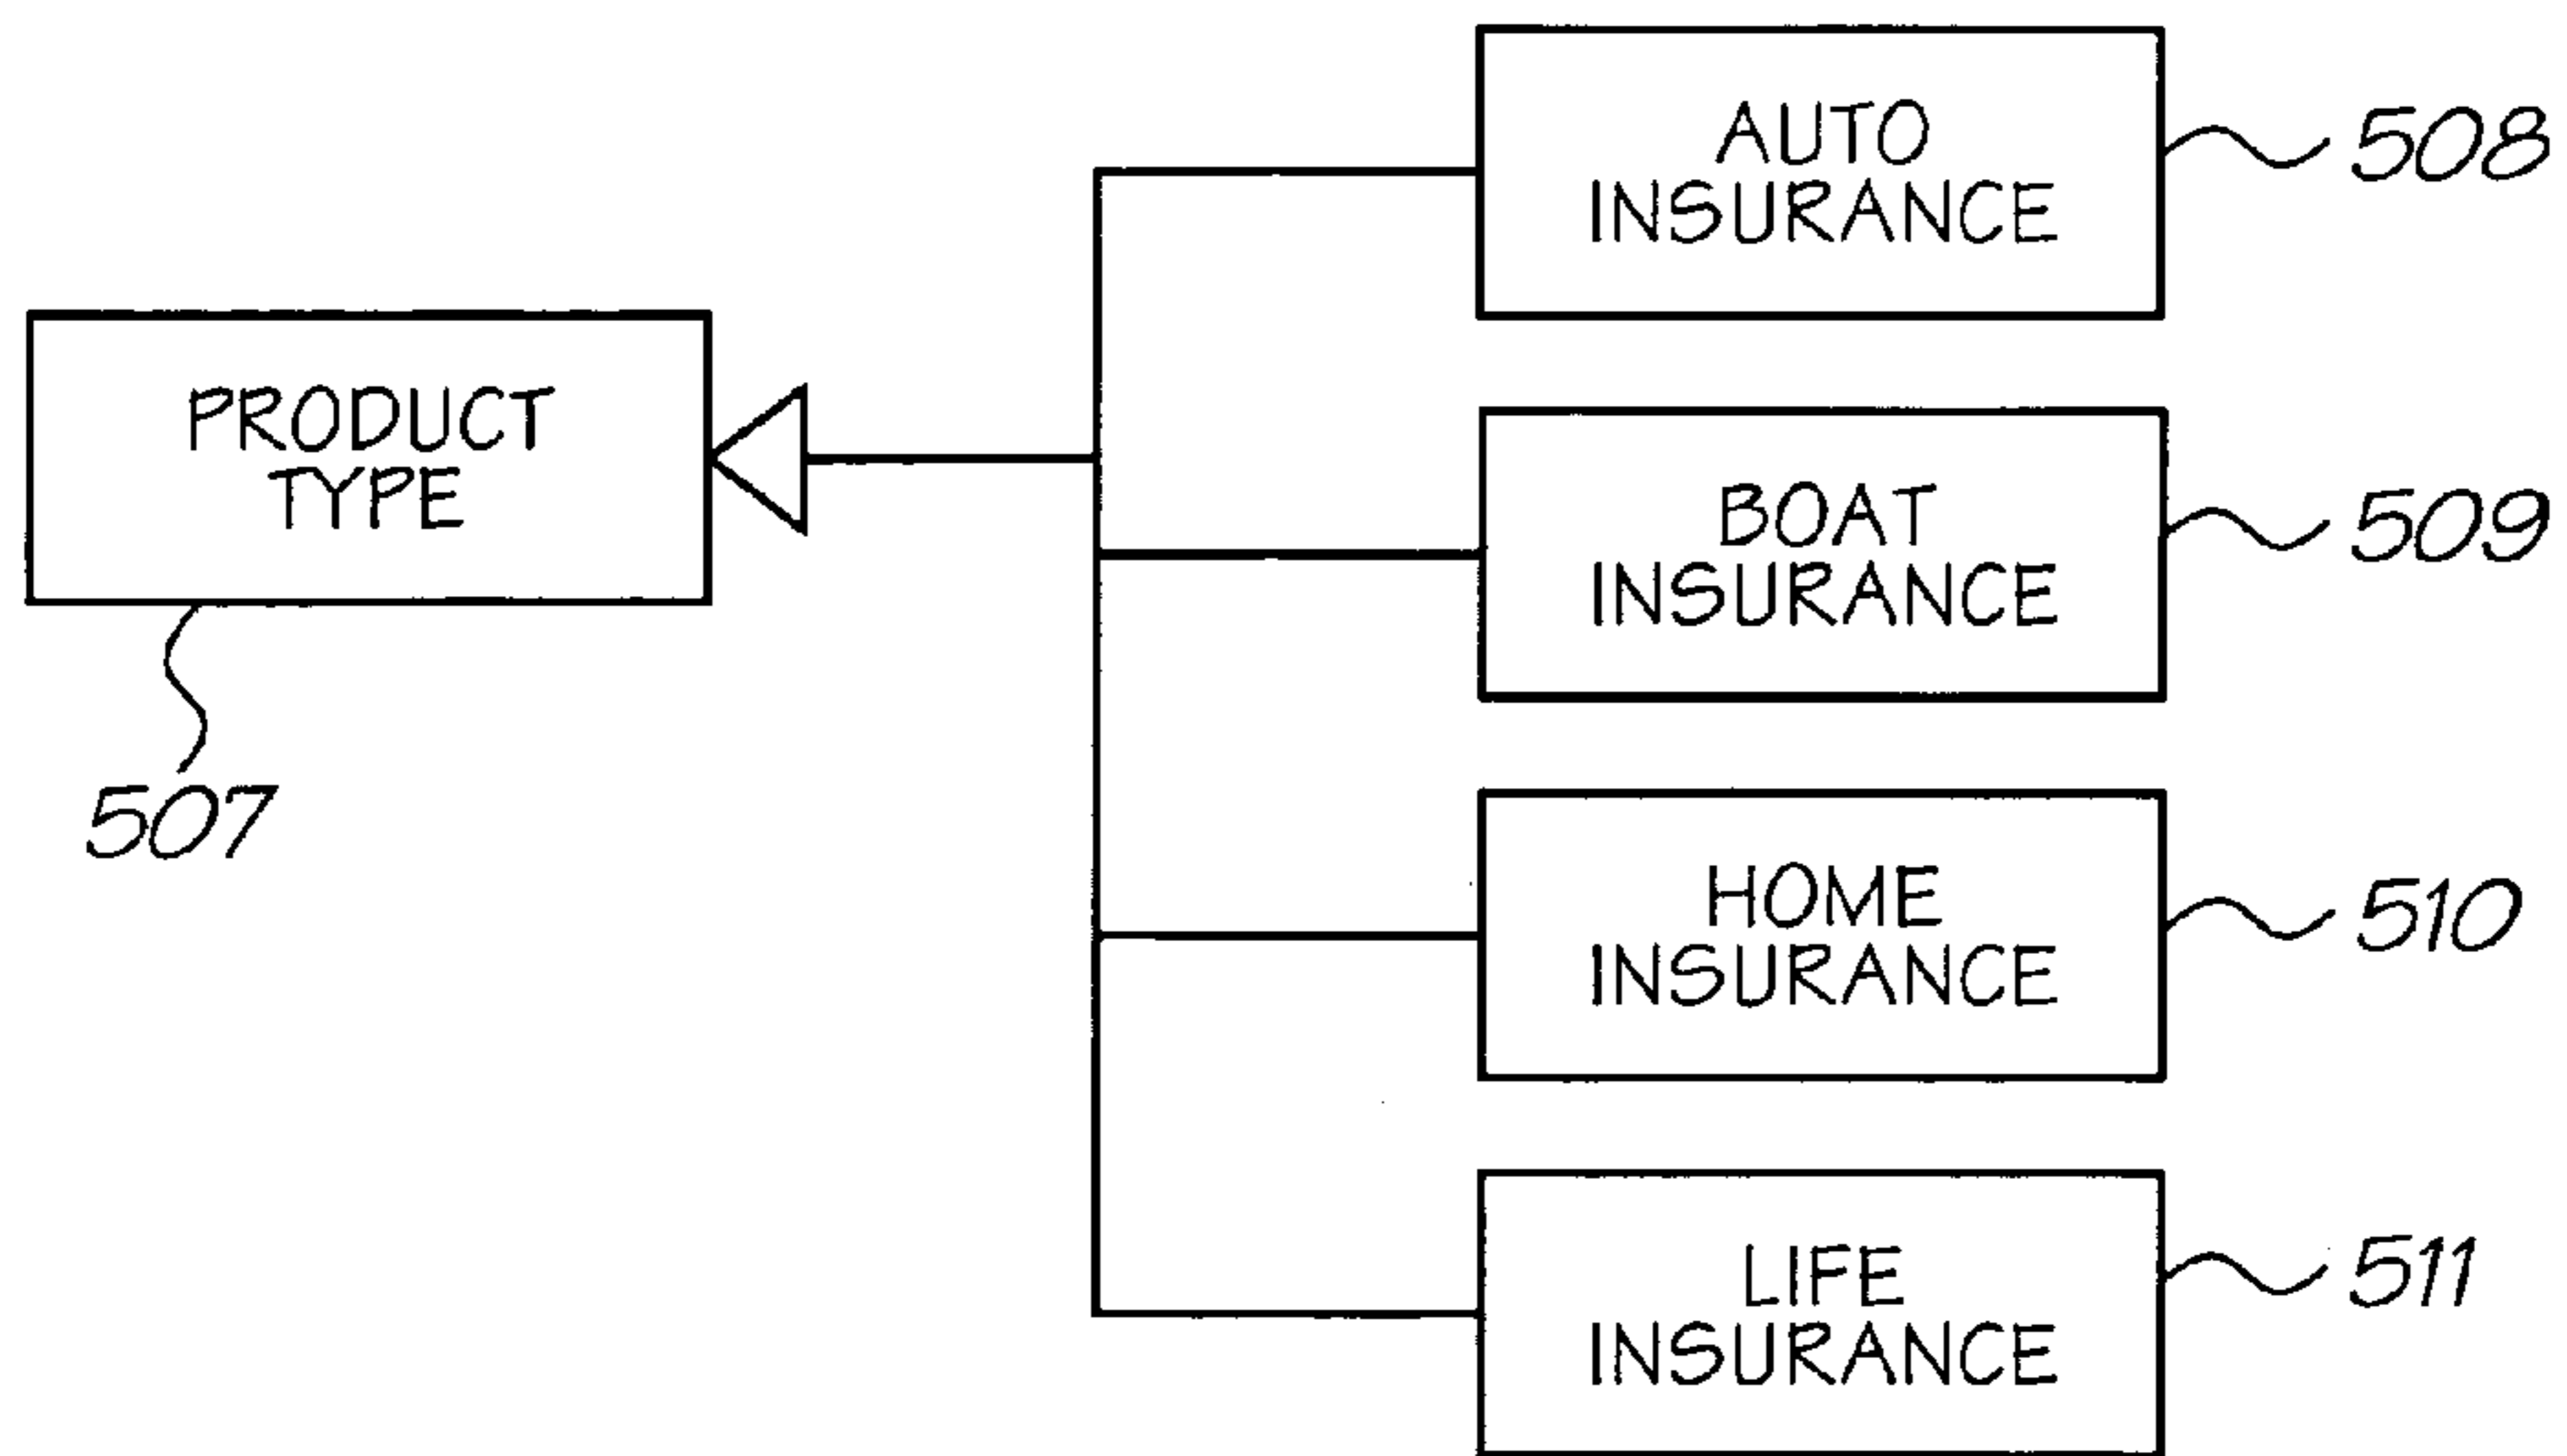 AUTO
INSURANCE
508
PRODUCT
TYPE
507
BOAT
INSURANCE
509
HOME
INSURANCE
510
LIFE
INSURANCE
511